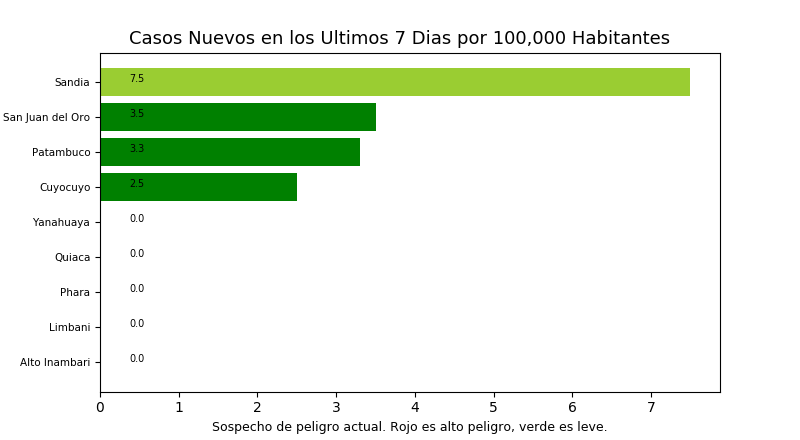 Casos Nuevos en los Ultimos 7 Dias por 100,000 Habitantes
Sandia 7.5
San Juan del Oro 3.5
Patambuco 3.3
Cuyocuyo 2.5
Yanahuaya 0.0
Quiaca 0.0
Phara 0.0
Limbani 0.0
Alto Inambari 0.0
0 1 2 3 4 5 6 7
Sospecho de peligro actual. Rojo es alto peligro, verde es leve.